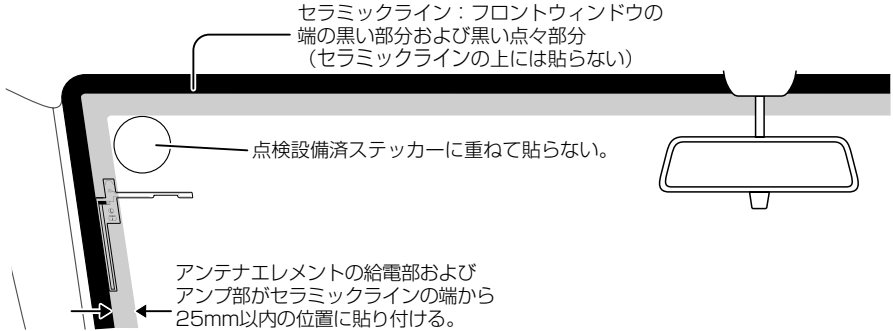 セラミックライン：フロントウィンドウの
端の黒い部分および黒い点々部分
（セラミックラインの上には貼らない）
点検設備済ステッカーに重ねて貼らない。
アンテナエレメントの給電部および
アンプ部がセラミックラインの端から
25mm以内の位置に貼り付ける。